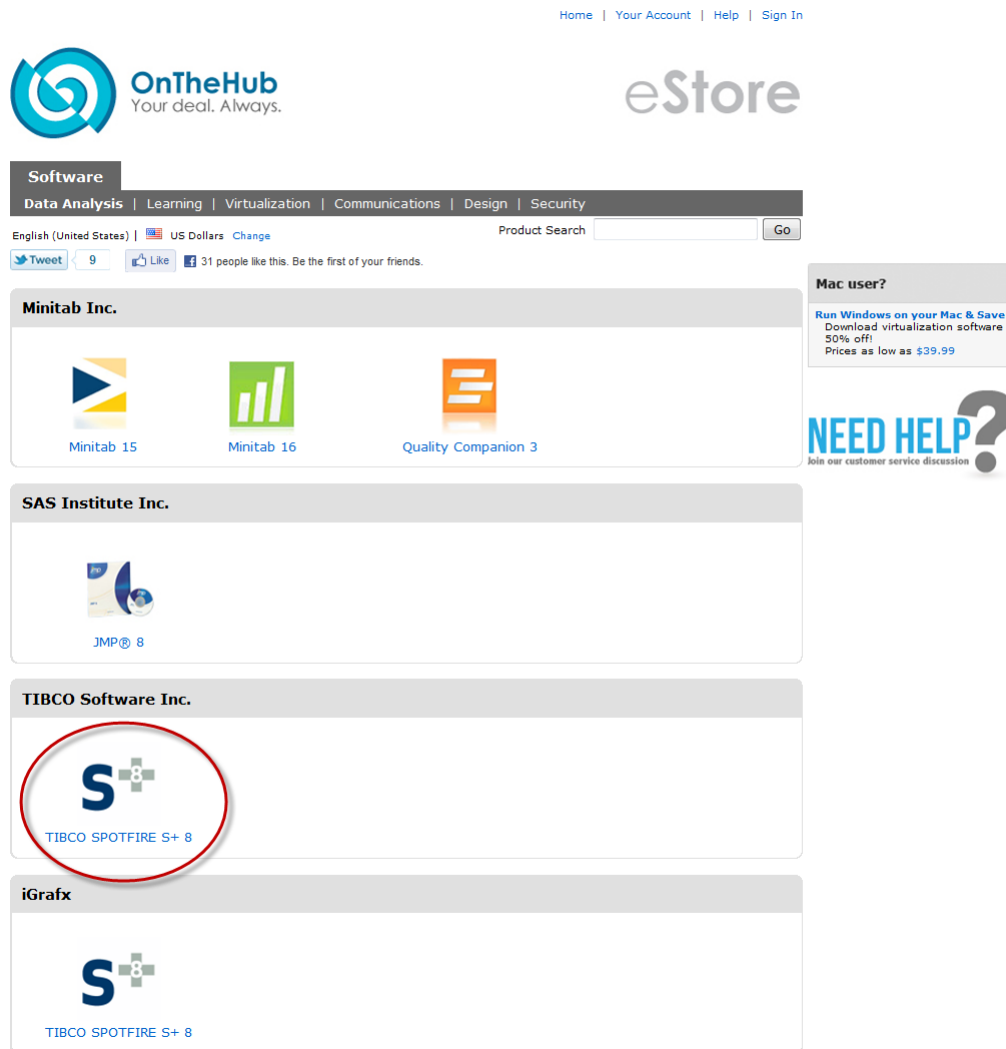 Home | Your Account | Help | Sign In
OnTheHub
Your deal. Always.
eStore
Software
Data Analysis | Learning | Virtualization | Communications | Design | Security
English (United States) | US Dollars Change
Product Search Go
Tweet 9 Like 31 people like this. Be the first of your friends.
Mac user?
Run Windows on your Mac & Save
Download virtualization software
50% off!
Prices as low as $39.99
NEED HELP?
Join our customer service discussion
Minitab Inc.
Minitab 15 Minitab 16 Quality Companion 3
SAS Institute Inc.
JMP® 8
TIBCO Software Inc.
S+8
TIBCO SPOTFIRE S+ 8
iGrafx
S+8
TIBCO SPOTFIRE S+ 8